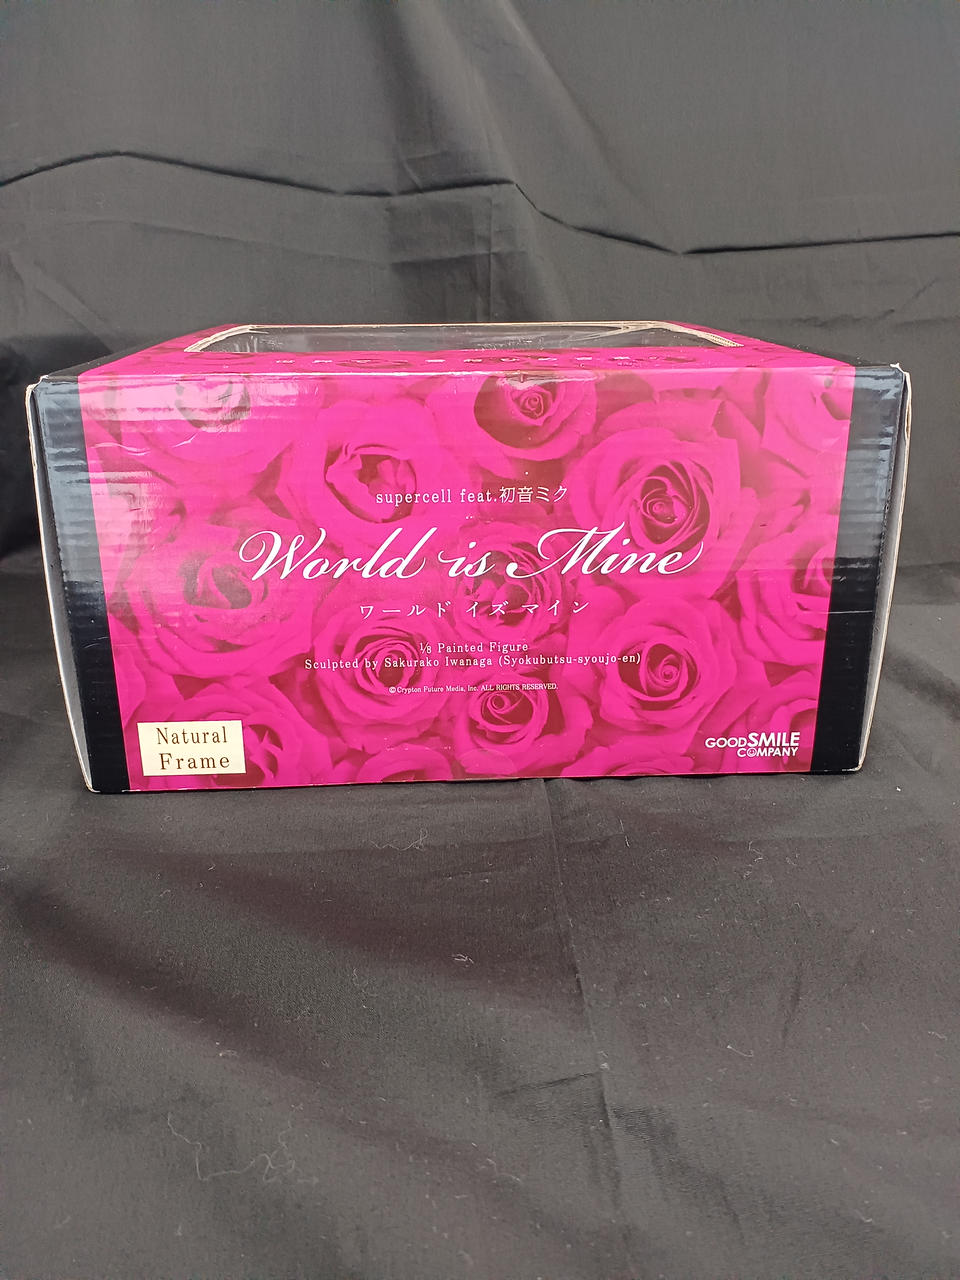 supercell feat.初音ミク
World is Mine
ワールド イズ マイン
1/8 Painted Figure
Sculpted by Sakurako Iwanaga (Syokubutsu-syoujo-en)
©Crypton Future Media, Inc. ALL RIGHTS RESERVED.
Natural
Frame
GOODSMILE
COMPANY